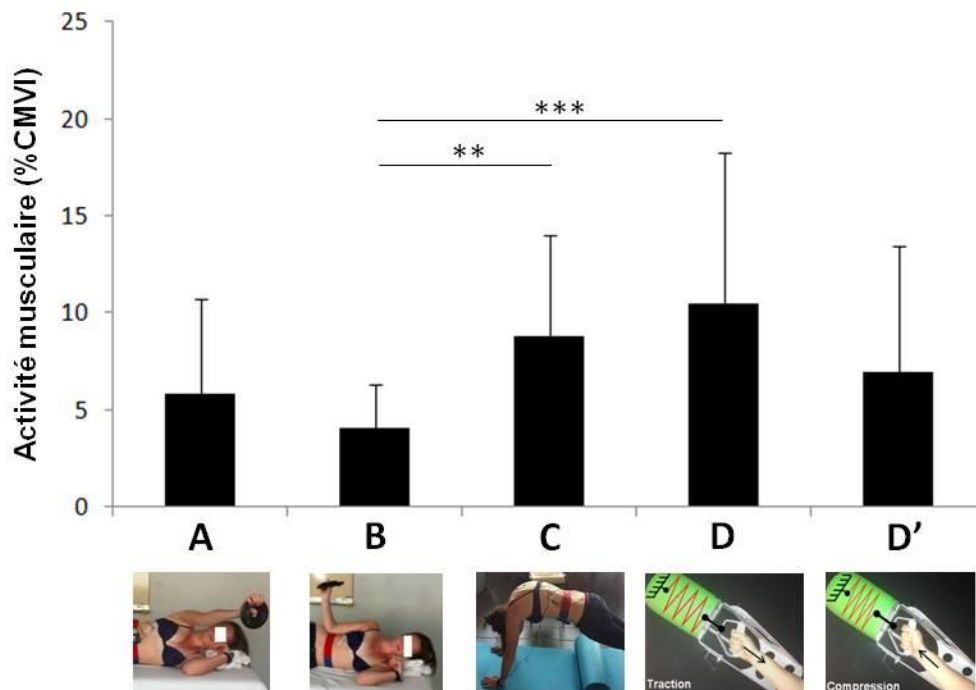 Activité musculaire (%CMVI)
25
20
15
10
5
0
***
**
A
B
C
D
D’
Traction
Compression